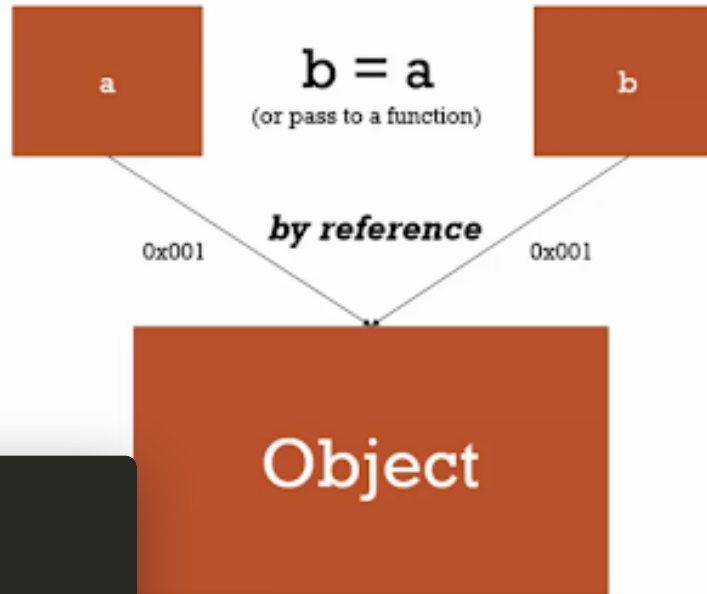 a
b = a
b
(or pass to a function)
by reference
0x001
0x001
Object